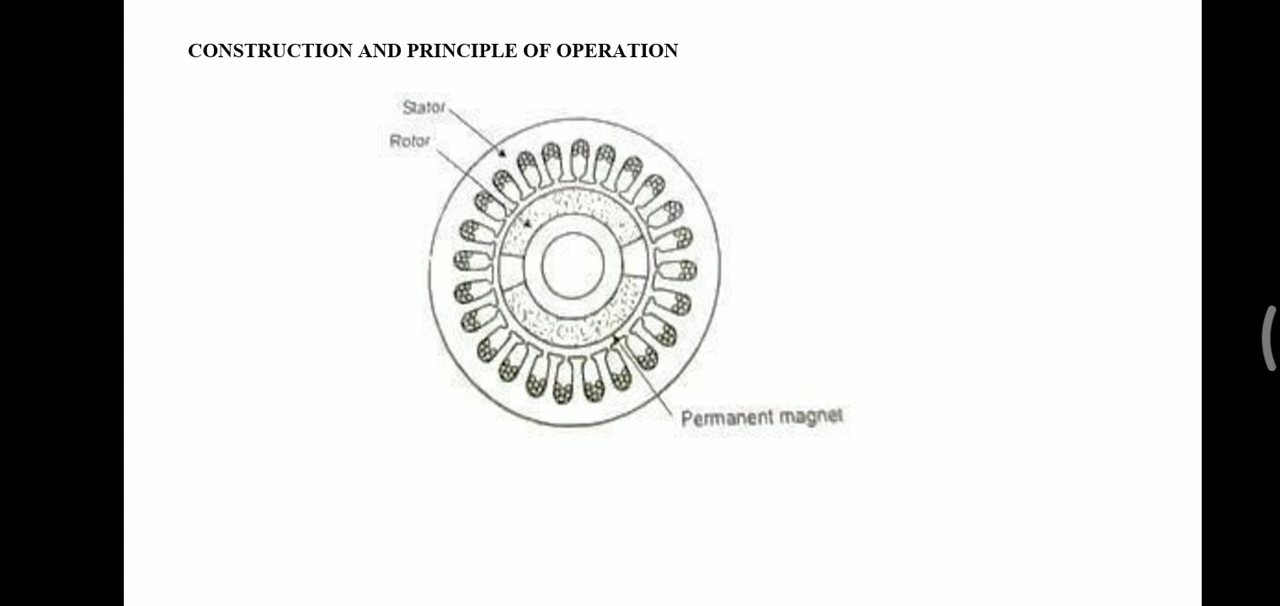 CONSTRUCTION AND PRINCIPLE OF OPERATION
Stator
Rotor
Permanent magnet